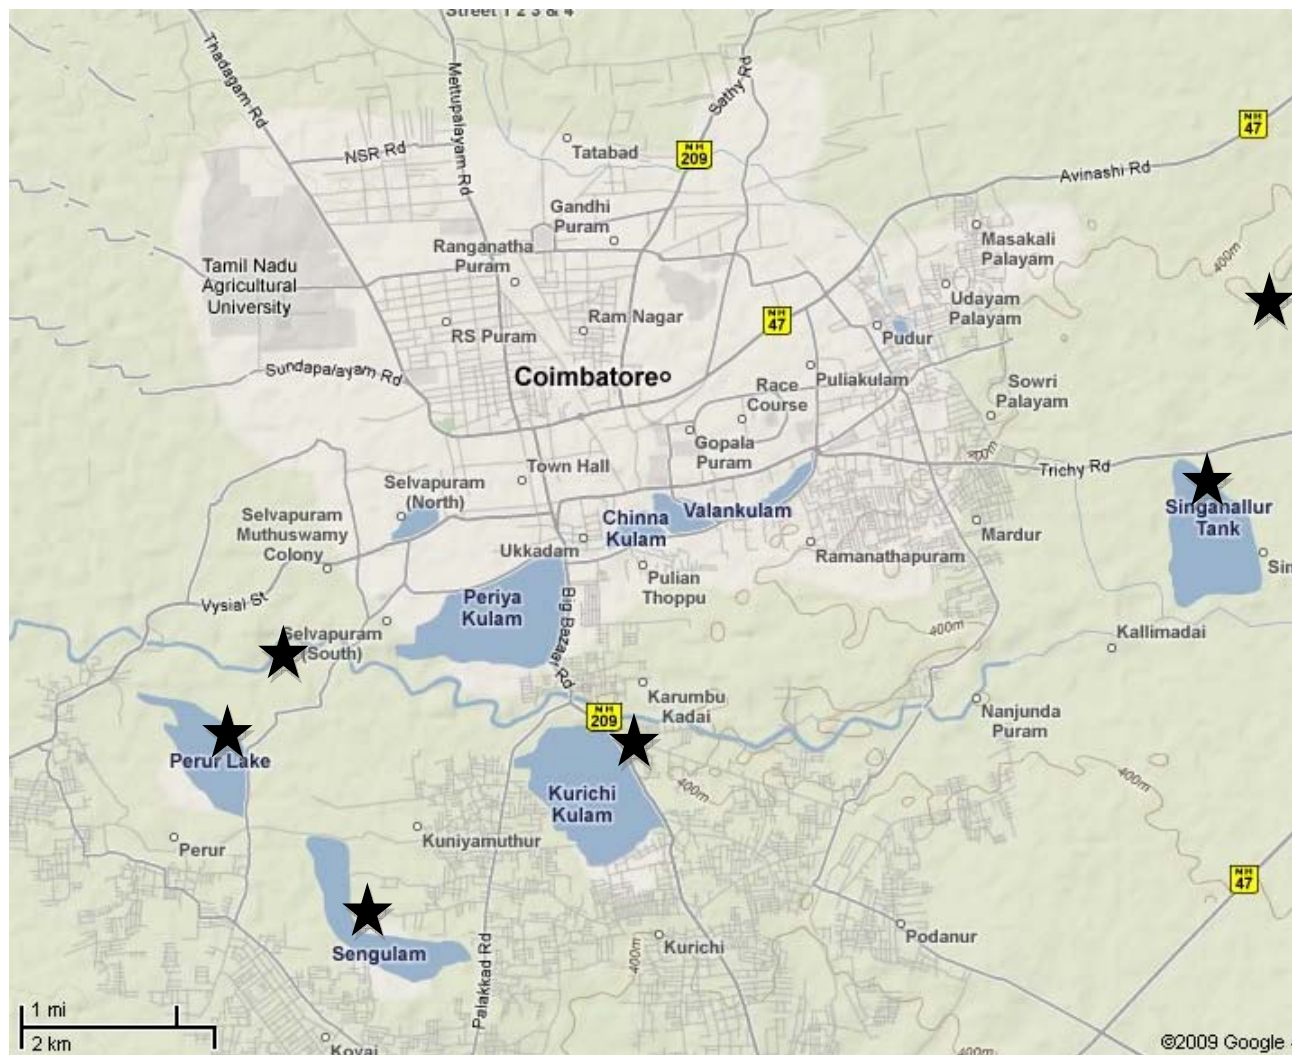 Street 1 2 3 & 4
Thadagam Rd
Mettupalayam Rd
Sathy Rd
NH
47
NSR Rd
Tatabad
NH
209
Avinashi Rd
Gandhi
Puram
Ranganatha
Puram
Masakali
Palayam
400m
Tamil Nadu
Agricultural
University
Udayam
Palayam
RS Puram
Ram Nagar
NH
47
Pudur
Sundapalayam Rd
Coimbatore
Race
Course
Puliakulam
Sowri
Palayam
Gopala
Puram
Town Hall
Trichy Rd
Selvapuram
(North)
Selvapuram
Muthuswamy
Colony
Chinna
Kulam
Valankulam
Singanallur
Tank
Ukkadam
Ramanathapuram
Mardur
Sin
Pulian
Thoppu
Periya
Kulam
Big Bazaar Rd
Vysial St
Selvapuram
(South)
400m
Kallimadai
Karumbu
Kadai
NH
209
Nanjunda
Puram
Perur Lake
Kurichi
Kulam
400m
400m
Perur
Kuniyamuthur
NH
47
Sengulam
Palakkad Rd
Kurichi
400m
Podanur
1 mi
2 km
Kovai
400m
©2009 Google